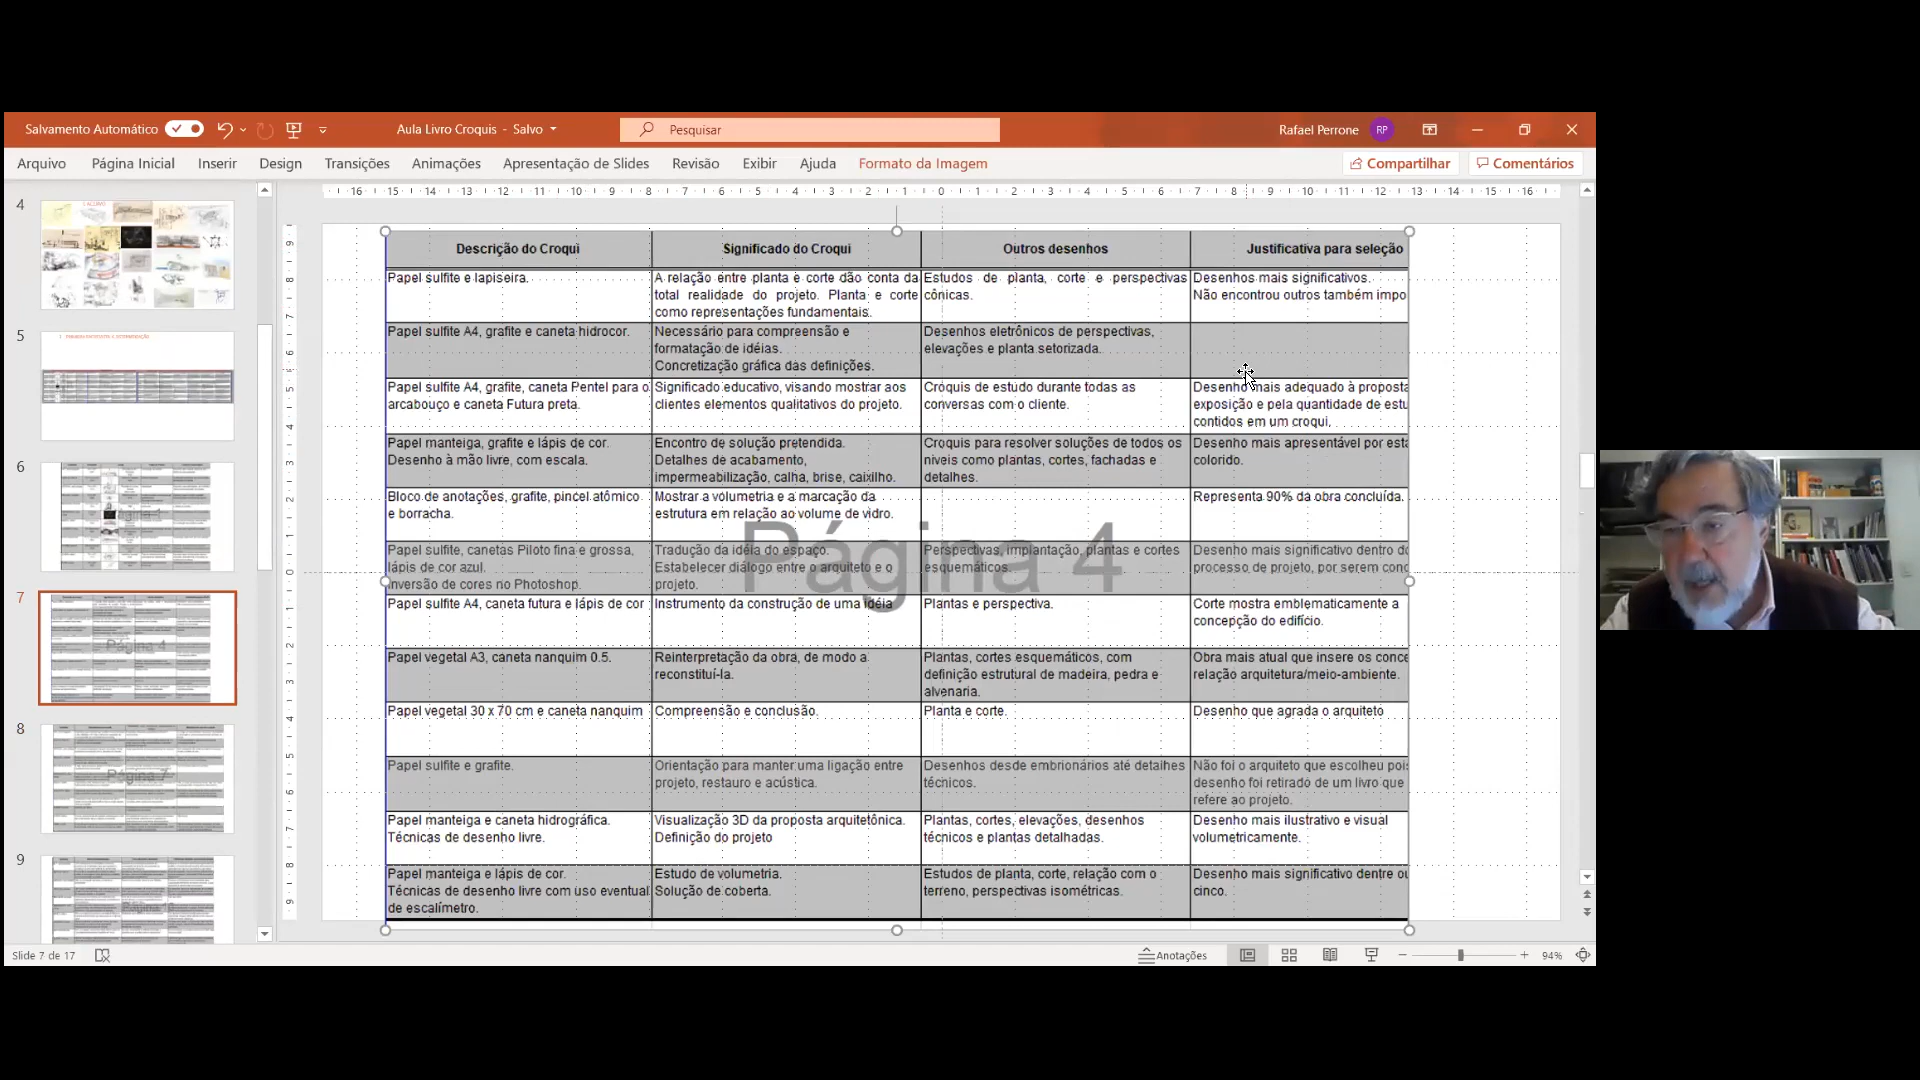 Salvamento Automático
Aula Livro Croquis - Salvo
Pesquisar
Rafael Perrone
RP
Arquivo
Página Inicial
Inserir
Design
Transições
Animações
Apresentação de Slides
Revisão
Exibir
Ajuda
Formato da Imagem
Compartilhar
Comentários
4
5
6
7
8
9
Descrição do Croqui
Significado do Croqui
Outros desenhos
Justificativa para seleção
Papel sulfite e lapiseira.
A relação entre planta e corte dão conta da
total realidade do projeto. Planta e corte
como representações fundamentais.
Estudos de planta, corte e perspectivas
cônicas.
Desenhos mais significativos.
Não encontrou outros também impo
Papel sulfite A4, grafite e caneta hidrocor.
Necessário para compreensão e
formatação de idéias.
Concretização gráfica das definições.
Desenhos eletrônicos de perspectivas,
elevações e planta setorizada.
Papel sulfite A4, grafite, caneta Pentel para o
arcabouço e caneta Futura preta.
Significado educativo, visando mostrar aos
clientes elementos qualitativos do projeto.
Croquis de estudo durante todas as
conversas com o cliente.
Desenho mais adequado à proposta
exposição e pela quantidade de estu
contidos em um croqui.
Papel manteiga, grafite e lápis de cor.
Desenho à mão livre, com escala.
Encontro de solução pretendida.
Detalhes de acabamento,
impermeabilização, calha, brise, caixilho.
Croquis para resolver soluções de todos os
níveis como plantas, cortes, fachadas e
detalhes.
Desenho mais apresentável por esta
colorido.
Bloco de anotações, grafite, pincel atômico
e borracha.
Mostrar a volumetria e a marcação da
estrutura em relação ao volume de vidro.
Representa 90% da obra concluída.
Página 4
Papel sulfite, canetas Piloto fina e grossa,
lápis de cor azul.
Inversão de cores no Photoshop.
Tradução da idéia do espaço.
Estabelecer diálogo entre o arquiteto e o
projeto.
Perspectivas, implantação, plantas e cortes
esquemáticos.
Desenho mais significativo dentro do
processo de projeto, por serem conc
Papel sulfite A4, caneta futura e lápis de cor
Instrumento da construção de uma idéia
Plantas e perspectiva.
Corte mostra emblematicamente a
concepção do edifício.
Papel vegetal A3, caneta nanquim 0.5.
Reinterpretação da obra, de modo a
reconstituí-la.
Plantas, cortes esquemáticos, com
definição estrutural de madeira, pedra e
alvenaria.
Obra mais atual que insere os conce
relação arquitetura/meio-ambiente.
Papel vegetal 30 x 70 cm e caneta nanquim
Compreensão e conclusão.
Planta e corte.
Desenho que agrada o arquiteto
Papel sulfite e grafite.
Orientação para manter uma ligação entre
projeto, restauro e acústica.
Desenhos desde embrionários até detalhes
técnicos.
Não foi o arquiteto que escolheu pois
desenho foi retirado de um livro que
refere ao projeto.
Papel manteiga e caneta hidrográfica.
Técnicas de desenho livre.
Visualização 3D da proposta arquitetônica.
Definição do projeto
Plantas, cortes, elevações, desenhos
técnicos e plantas detalhadas.
Desenho mais ilustrativo e visual
volumetricamente.
Papel manteiga e lápis de cor.
Técnicas de desenho livre com uso eventual
de escalímetro.
Estudo de volumetria.
Solução de coberta.
Estudos de planta, corte, relação com o
terreno, perspectivas isométricas.
Desenho mais significativo dentre ou
cinco.
Slide 7 de 17
Anotações
94%